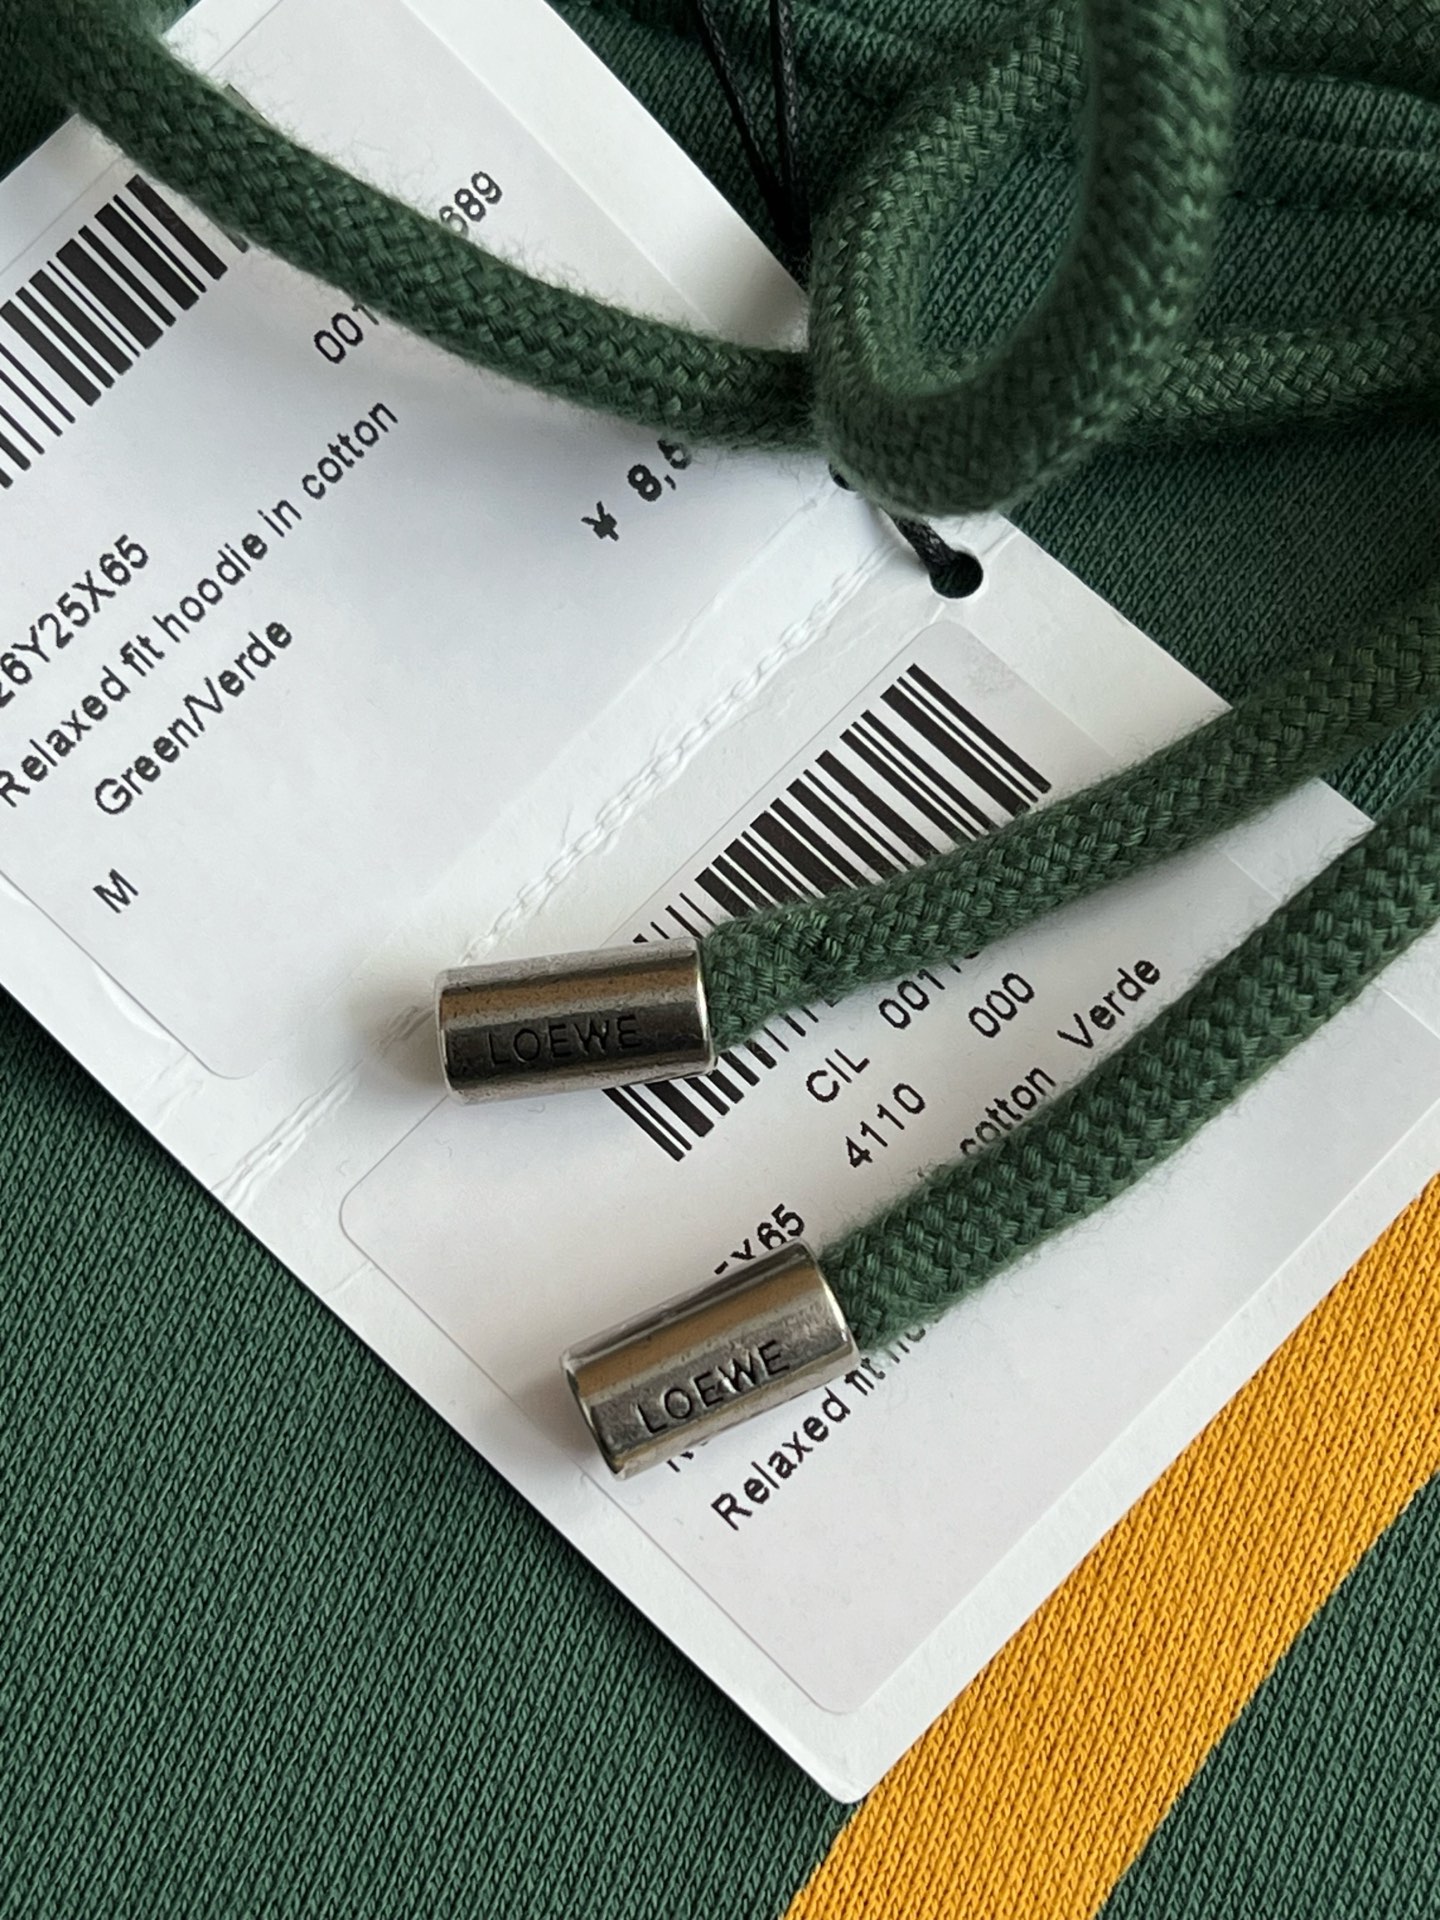 689
001
¥ 8,5
26Y25X65
Relaxed fit hoodie in cotton
Green/Verde
M
LOEWE
CIL 0011
4110 000
X65
cotton Verde
Relaxed fit
LOEWE